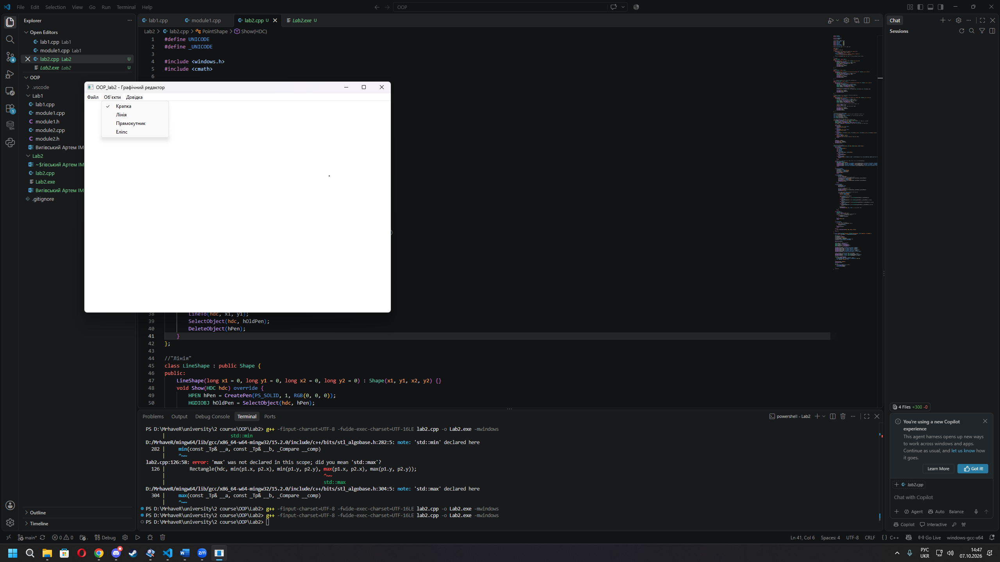 File Edit Selection View Go Run Terminal Help
OOP
Explorer
Open Editors
lab1.cpp Lab1
module1.cpp Lab1
lab2.cpp Lab2 U
Lab2.exe Lab2 U
OOP
.vscode
Lab1
lab1.cpp
module1.cpp
module1.h
module2.cpp
module2.h
Вигівський Артем ІМ
Lab2
~$гівський Артем ІМ
lab2.cpp
Lab2.exe
Вигівський Артем ІМ
.gitignore
Outline
Timeline
4
1
lab1.cpp module1.cpp lab2.cpp U Lab2.exe U
Lab2 > lab2.cpp > PointShape > Show(HDC)
1 #define UNICODE
2 #define _UNICODE
3
4 #include <windows.h>
5 #include <cmath>
6
OOP_lab2 - Графічний редактор
Файл Об'єкти Довідка
Крапка
Лінія
Прямокутник
Еліпс
)
38 LineTo(hdc, x1, y1);
39 SelectObject(hdc, hOldPen);
40 DeleteObject(hPen);
41 }
42 };
43
44 //"Лінія"
45 class LineShape : public Shape {
46 public:
47 LineShape(long x1 = 0, long y1 = 0, long x2 = 0, long y2 = 0) : Shape(x1, y1, x2, y2) {}
48 void Show(HDC hdc) override {
49 HPEN hPen = CreatePen(PS_SOLID, 1, RGB(0, 0, 0));
50 HGDIOBJ hOldPen = SelectObject(hdc, hPen);
Problems Output Debug Console Terminal Ports
powershell - Lab2
PS D:\MrhaveR\university\2 course\OOP\Lab2> g++ -finput-charset=UTF-8 -fwide-exec-charset=UTF-16LE lab2.cpp -o Lab2.exe -mwindows
| std::min
D:/MrhaveR/mingw64/lib/gcc/x86_64-w64-mingw32/15.2.0/include/c++/bits/stl_algobase.h:282:5: note: 'std::min' declared here
282 | min(const _Tp& __a, const _Tp& __b, _Compare __comp)
| ^~~
lab2.cpp:126:58: error: 'max' was not declared in this scope; did you mean 'std::max'?
126 | Rectangle(hdc, min(p1.x, p2.x), min(p1.y, p2.y), max(p1.x, p2.x), max(p1.y, p2.y));
| ^~~
| std::max
D:/MrhaveR/mingw64/lib/gcc/x86_64-w64-mingw32/15.2.0/include/c++/bits/stl_algobase.h:304:5: note: 'std::max' declared here
304 | max(const _Tp& __a, const _Tp& __b, _Compare __comp)
| ^~~
PS D:\MrhaveR\university\2 course\OOP\Lab2> g++ -finput-charset=UTF-8 -fwide-exec-charset=UTF-16LE lab2.cpp -o Lab2.exe -mwindows
PS D:\MrhaveR\university\2 course\OOP\Lab2> g++ -finput-charset=UTF-8 -fwide-exec-charset=UTF-16LE lab2.cpp -o Lab2.exe -mwindows
PS D:\MrhaveR\university\2 course\OOP\Lab2>
Chat
Sessions
4 Files +300 -0
You're using a new Copilot
experience
This agent harness opens up new ways
to work across windows and apps.
Continue as usual, and let us know how
it goes.
Learn More Got it!
lab2.cpp
Chat with Copilot
Agent Auto Balance
Copilot Interactive
main* 0 0 Debug
Ln 41, Col 6 Spaces: 4 UTF-8 CRLF { } C++ Go Live windows-gcc-x64
zm
РУС
UKR
14:47
07.10.2026